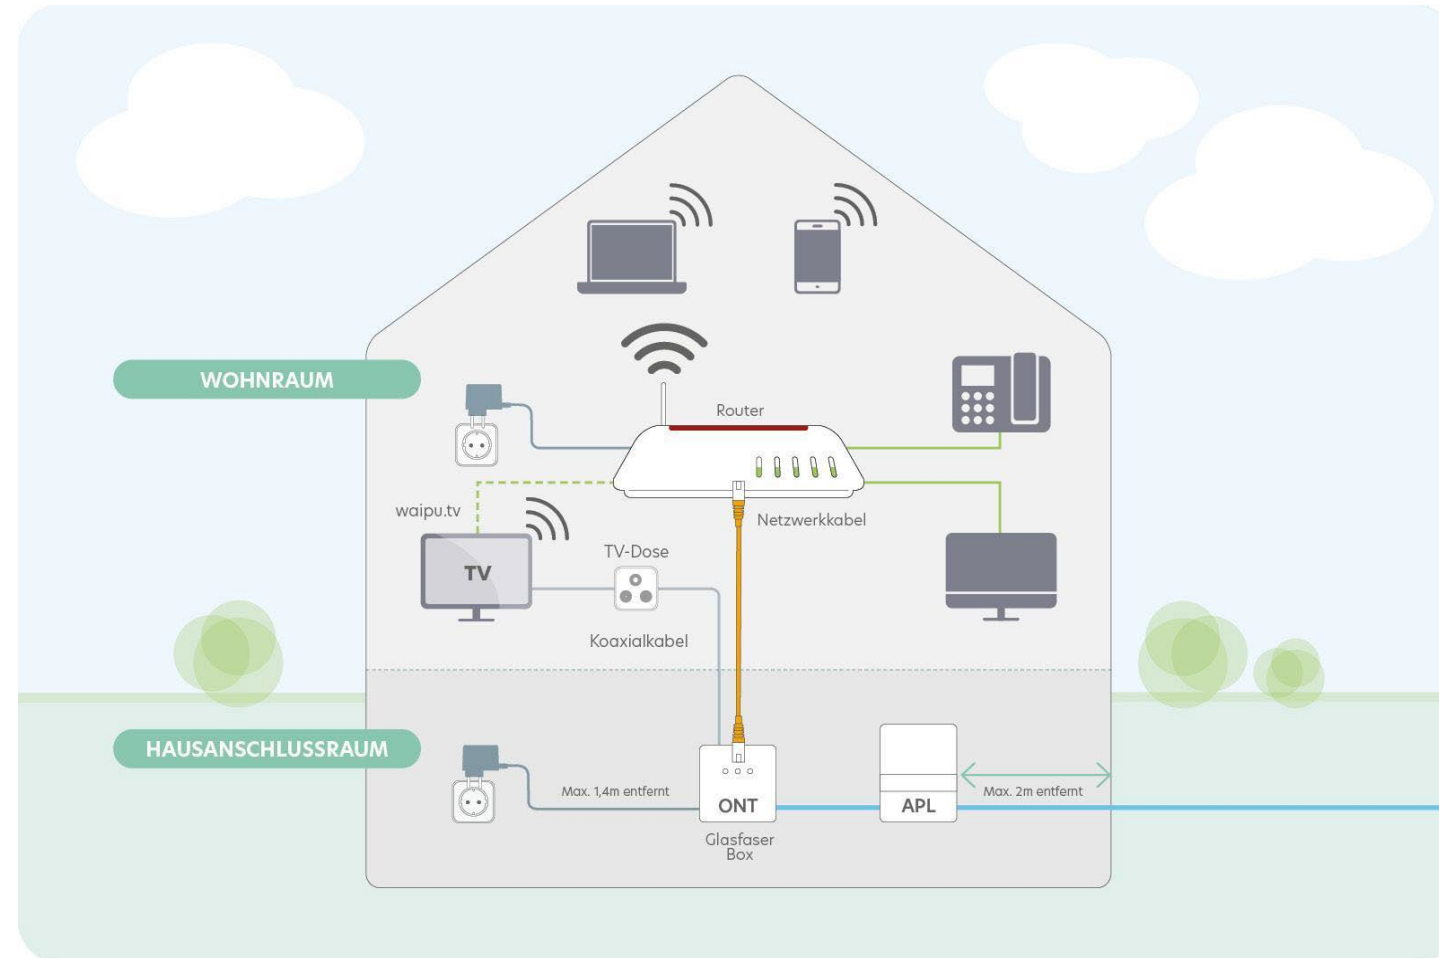 WOHNRAUM
Router
waipu.tv
Netzwerkkabel
TV-Dose
TV
Koaxialkabel
HAUSANSCHLUSSRAUM
Max. 1,4m entfernt
Max. 2m entfernt
ONT
APL
Glasfaser
Box